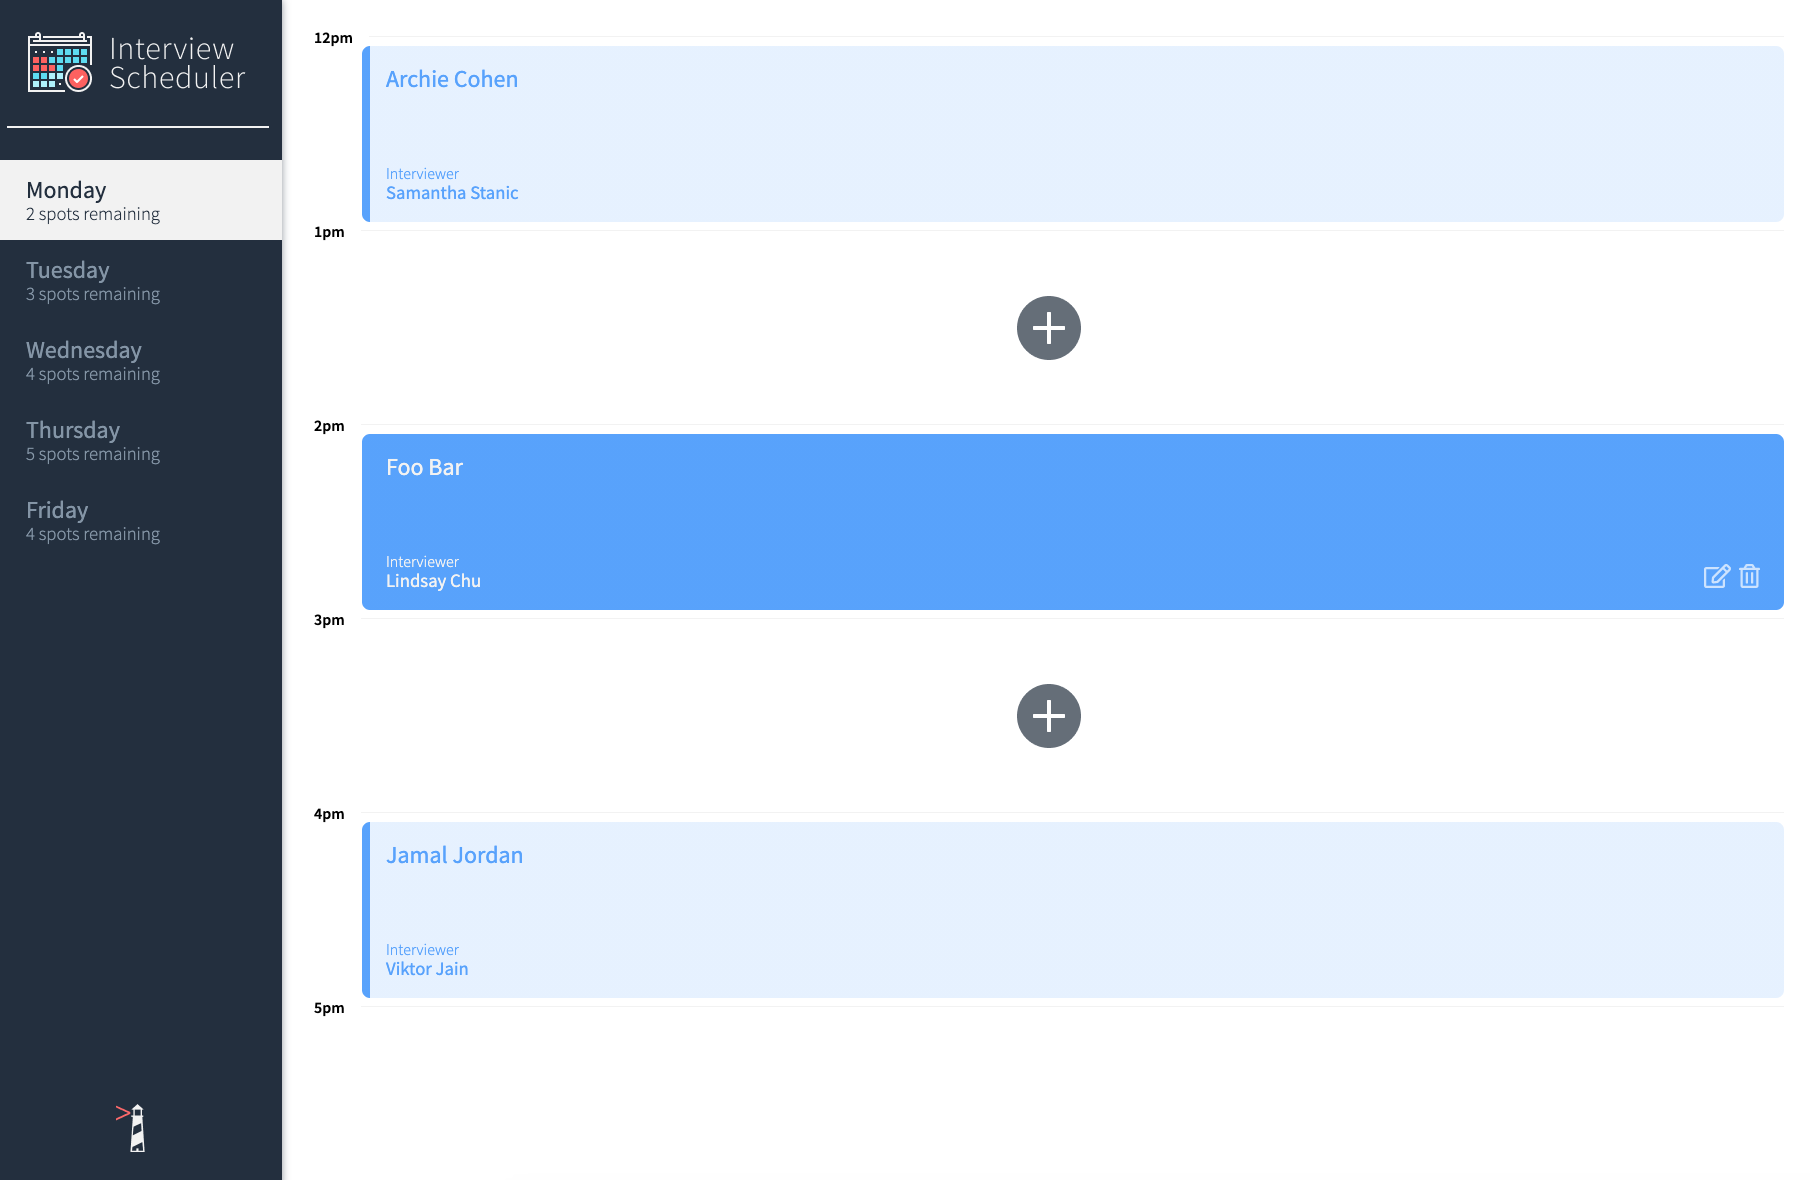 Interview
Scheduler
Monday
2 spots remaining
Tuesday
3 spots remaining
Wednesday
4 spots remaining
Thursday
5 spots remaining
Friday
4 spots remaining
12pm
Archie Cohen
Interviewer
Samantha Stanic
1pm
2pm
Foo Bar
Interviewer
Lindsay Chu
3pm
4pm
Jamal Jordan
Interviewer
Viktor Jain
5pm